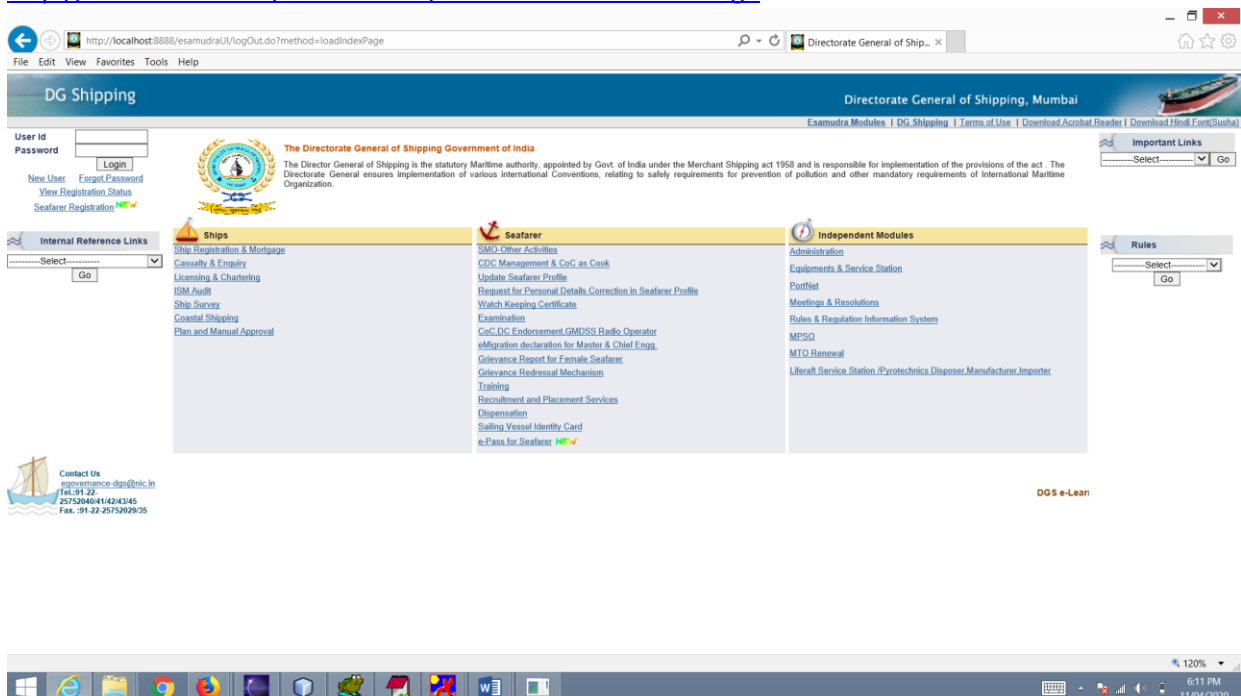 http://localhost:8888/esamudraUI/logOut.do?method=loadIndexPage
Directorate General of Ship...
File Edit View Favorites Tools Help
DG Shipping
Directorate General of Shipping, Mumbai
Esamudra Modules | DG Shipping | Terms of Use | Download Acrobat Reader | Download Hindi Font(Susha)
User Id
Password
Login
New User Forgot Password
View Registration Status
Seafarer Registration NEW
Internal Reference Links
----------Select----------
Go
The Directorate General of Shipping Government of India
The Director General of Shipping is the statutory Maritime authority, appointed by Govt. of India under the Merchant Shipping act 1958 and is responsible for implementation of the provisions of the act . The
Directorate General ensures implementation of various international Conventions, relating to safely requirements for prevention of pollution and other mandatory requirements of International Maritime
Organization.
Important Links
----------Select----------
Go
Ships
Ship Registration & Mortgage
Casualty & Enquiry
Licensing & Chartering
ISM Audit
Ship Survey
Coastal Shipping
Plan and Manual Approval
Seafarer
SMO-Other Activities
CDC Management & CoC as Cook
Update Seafarer Profile
Request for Personal Details Correction in Seafarer Profile
Watch Keeping Certificate
Examination
CoC,DC Endorsement,GMDSS Radio Operator
eMigration declaration for Master & Chief Engg.
Grievance Report for Female Seafarer
Grievance Redressal Mechanism
Training
Recruitment and Placement Services
Dispensation
Sailing Vessel Identity Card
e-Pass for Seafarer NEW
Independent Modules
Administration
Equipments & Service Station
PortNet
Meetings & Resolutions
Rules & Regulation Information System
MPSO
MTO Renewal
Liferaft Service Station /Pyrotechnics Disposer,Manufacturer,Importer
Rules
----------Select----------
Go
Contact Us
egovernance-dgs@nic.in
Tel.:91-22-
25752040/41/42/43/45
Fax. :91-22-25752029/35
DGS e-Learn
120%
6:11 PM
11/04/2020